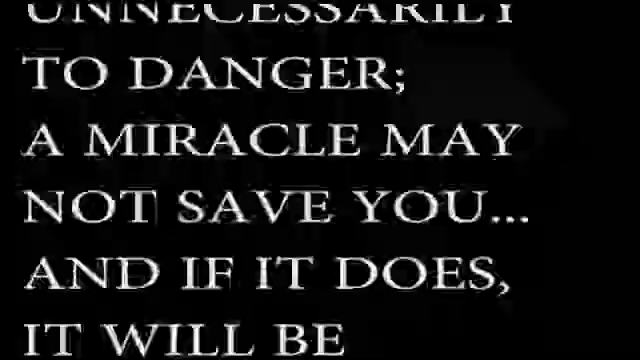 UNNECESSARILY
TO DANGER;
A MIRACLE MAY
NOT SAVE YOU...
AND IF IT DOES,
IT WILL BE